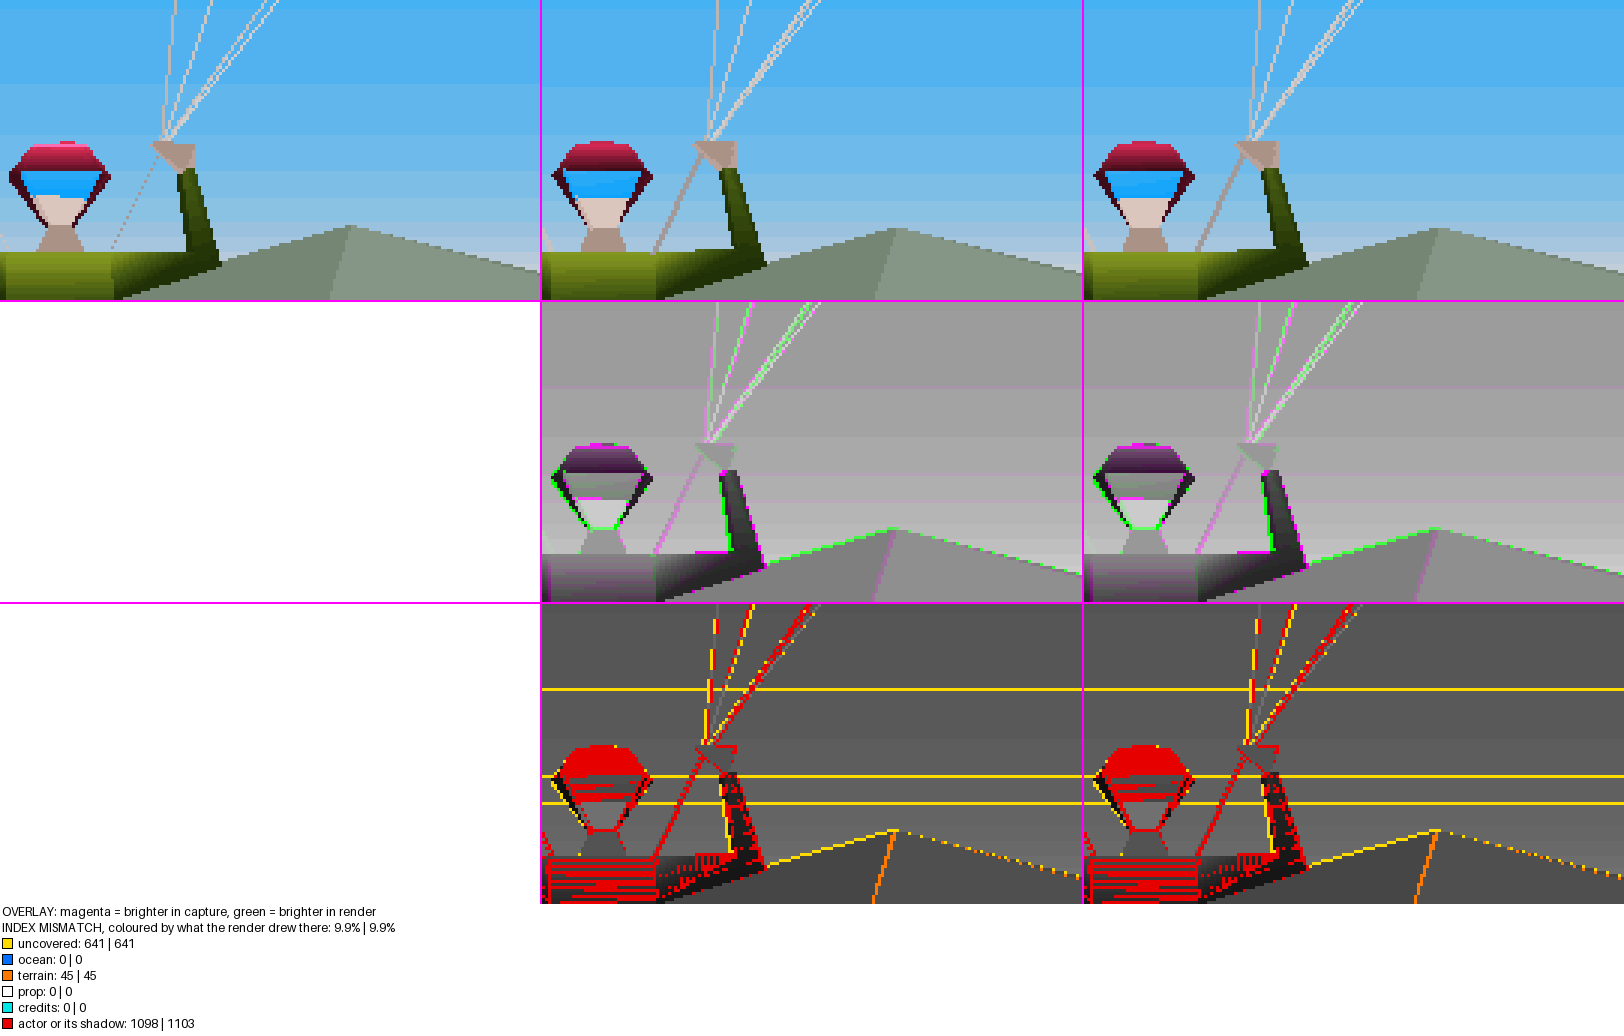 OVERLAY: magenta = brighter in capture, green = brighter in render
INDEX MISMATCH, coloured by what the render drew there: 9.9% | 9.9%
uncovered: 641 | 641
ocean: 0 | 0
terrain: 45 | 45
prop: 0 | 0
credits: 0 | 0
actor or its shadow: 1098 | 1103